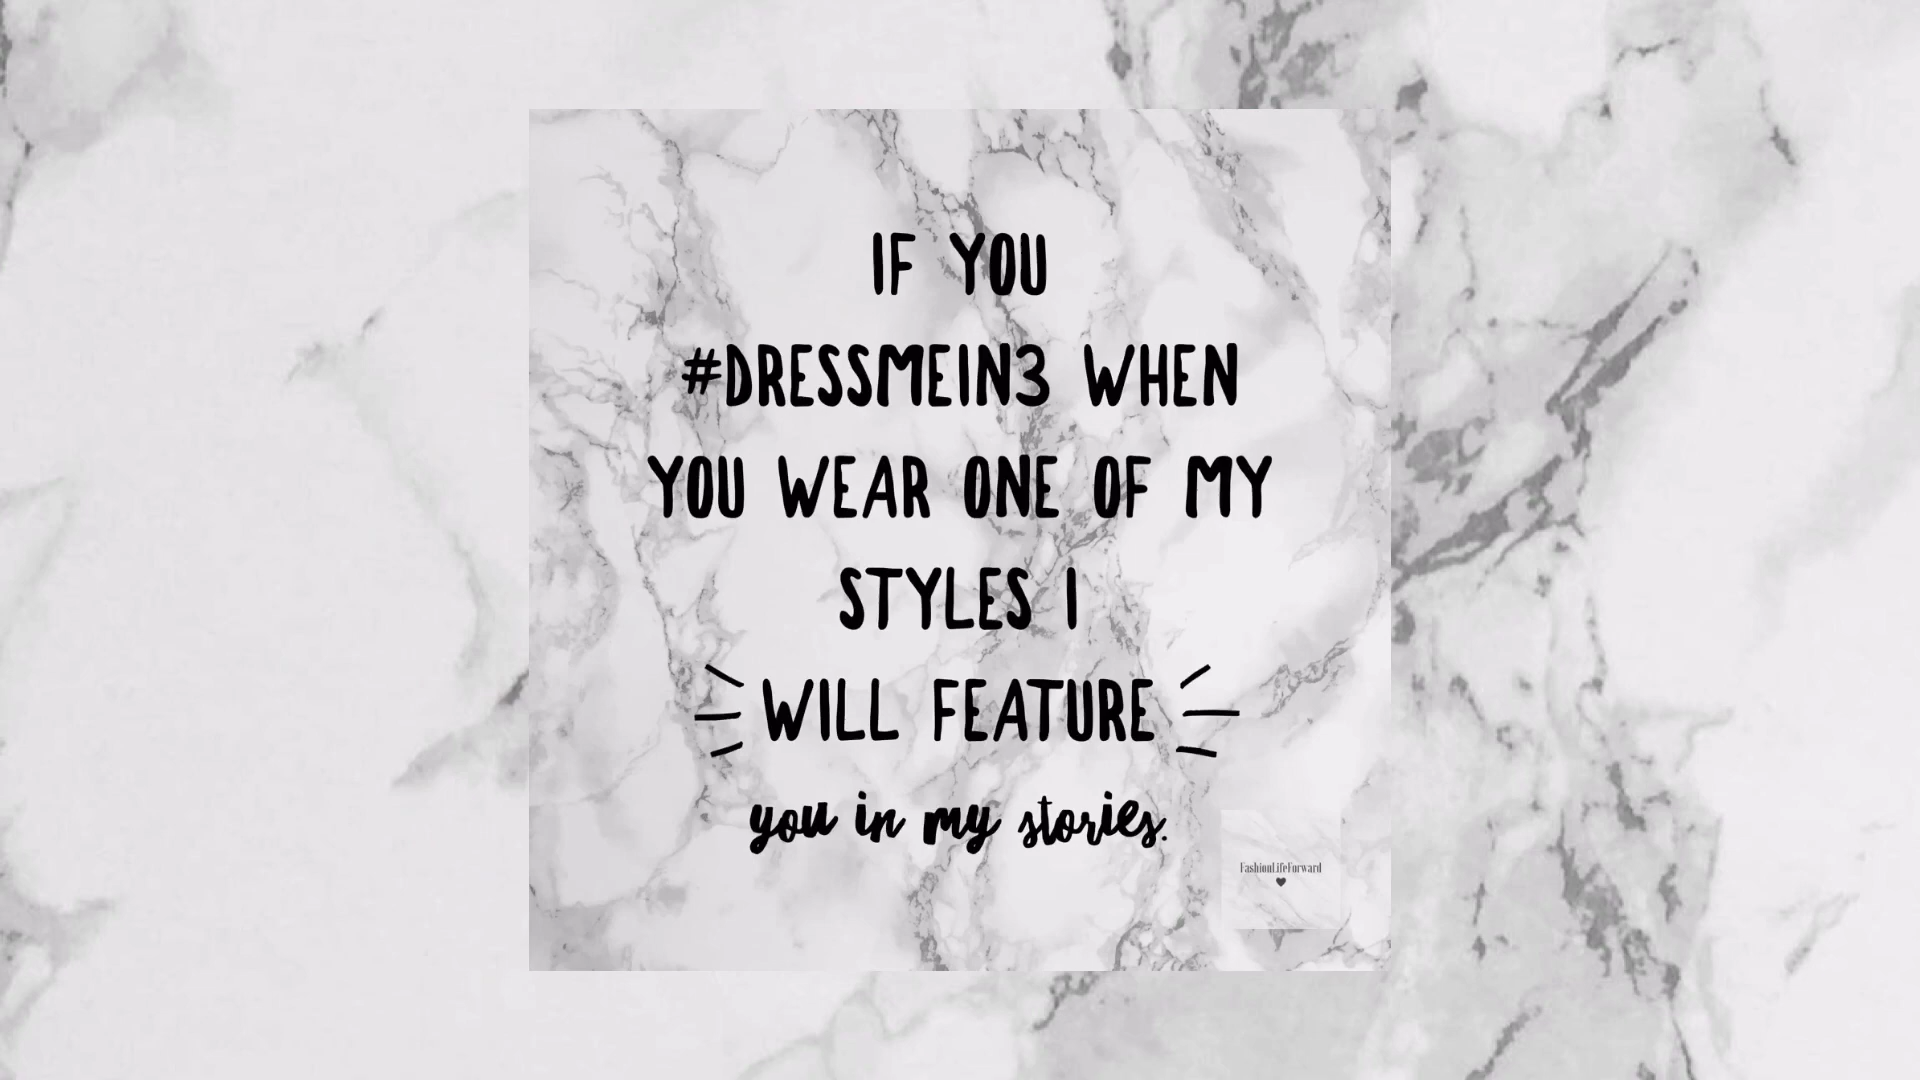 IF YOU
#DRESSMEIN3 WHEN
YOU WEAR ONE OF MY
STYLES I
WILL FEATURE
you in my stories.
FashionLifeForward